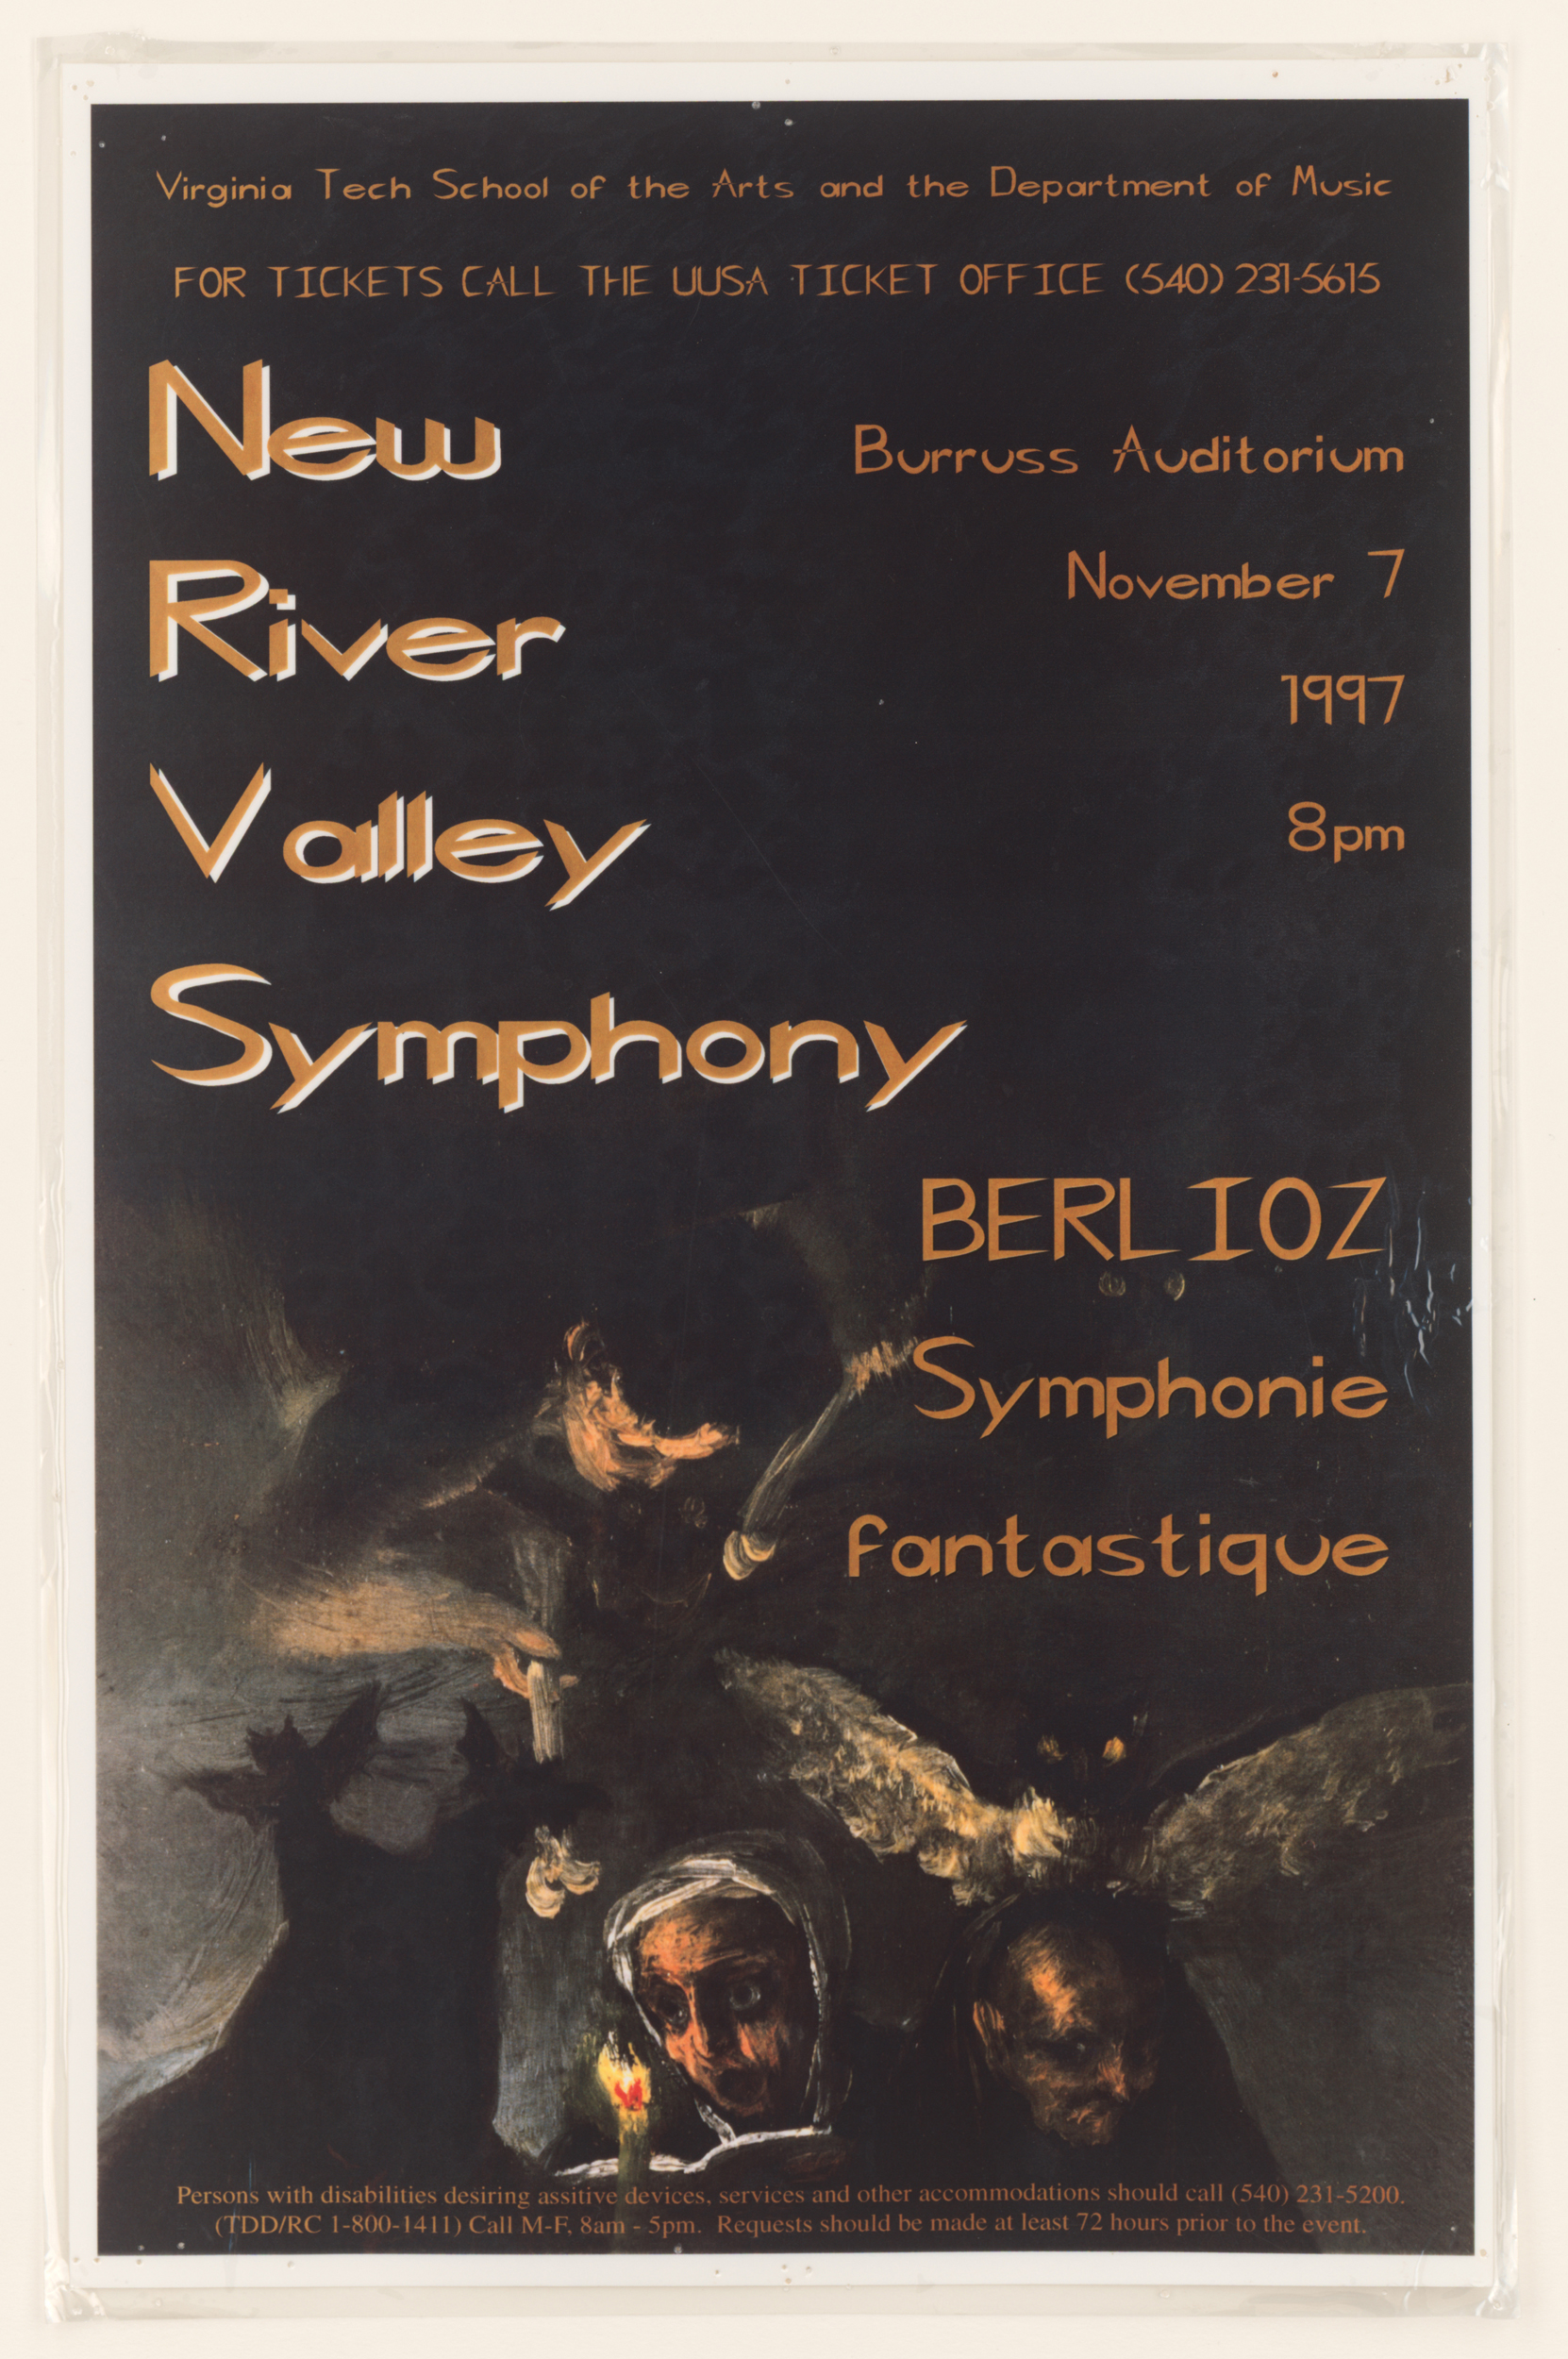 Virginia Tech School of the Arts and the Department of Music
FOR TICKETS CALL THE UUSA TICKET OFFICE (540) 231-5615
New
River
Valley
Symphony
Burruss Auditorium
November 7
1997
8pm
BERLIOZ
Symphonie
fantastique
Persons with disabilities desiring assitive devices, services and other accommodations should call (540) 231-5200.
(TDD/RC 1-800-1411) Call M-F, 8am - 5pm. Requests should be made at least 72 hours prior to the event.